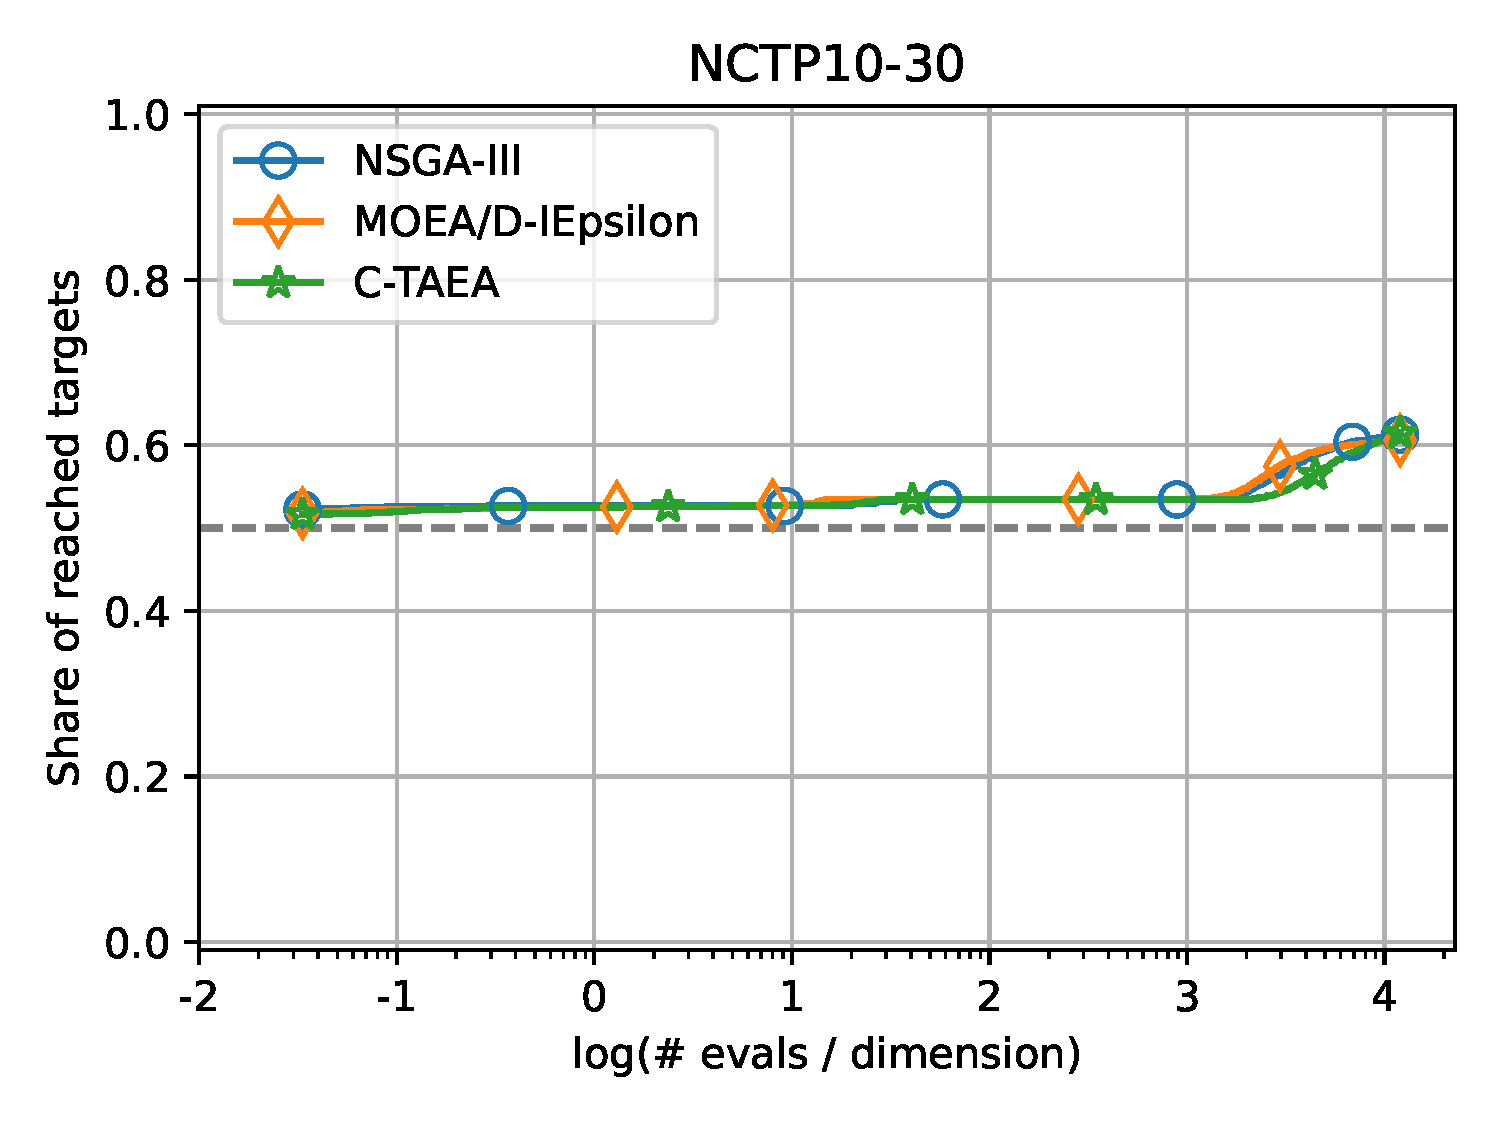 NCTP10-30
NSGA-III
MOEA/D-IEpsilon
C-TAEA
Share of reached targets
1.0
0.8
0.6
0.4
0.2
0.0
-2 -1 0 1 2 3 4
log(# evals / dimension)